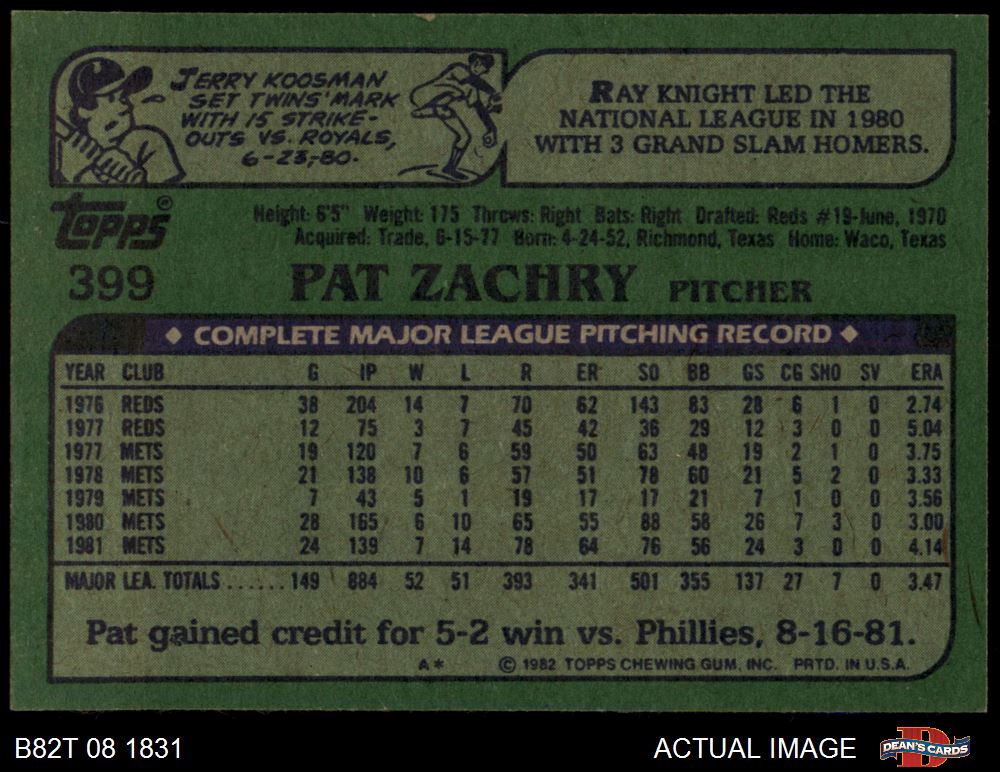 JERRY KOOSMAN
SET TWINS' MARK
WITH 15 STRIKE-
OUTS VS. ROYALS,
6-23-80.
RAY KNIGHT LED THE
NATIONAL LEAGUE IN 1980
WITH 3 GRAND SLAM HOMERS.
TOPPS®
Height: 6'5" Weight: 175 Throws: Right Bats: Right Drafted: Reds #19-June, 1970
Acquired: Trade, 6-15-77 Born: 4-24-52, Richmond, Texas Home: Waco, Texas
399 PAT ZACHRY PITCHER
◆ COMPLETE MAJOR LEAGUE PITCHING RECORD ◆
YEAR CLUB G IP W L R ER SO BB GS CG SHO SV ERA
1976 REDS 38 204 14 7 70 62 143 83 28 6 1 0 2.74
1977 REDS 12 75 3 7 45 42 36 29 12 3 0 0 5.04
1977 METS 19 120 7 6 59 50 63 48 19 2 1 0 3.75
1978 METS 21 138 10 6 57 51 78 60 21 5 2 0 3.33
1979 METS 7 43 5 1 19 17 17 21 7 1 0 0 3.56
1980 METS 28 165 6 10 65 55 88 58 26 7 3 0 3.00
1981 METS 24 139 7 14 78 64 76 56 24 3 0 0 4.14
MAJOR LEA. TOTALS ...... 149 884 52 51 393 341 501 355 137 27 7 0 3.47
Pat gained credit for 5-2 win vs. Phillies, 8-16-81.
A* © 1982 TOPPS CHEWING GUM, INC. PRTD. IN U.S.A.
B82T 08 1831 ACTUAL IMAGE D DEAN'S CARDS